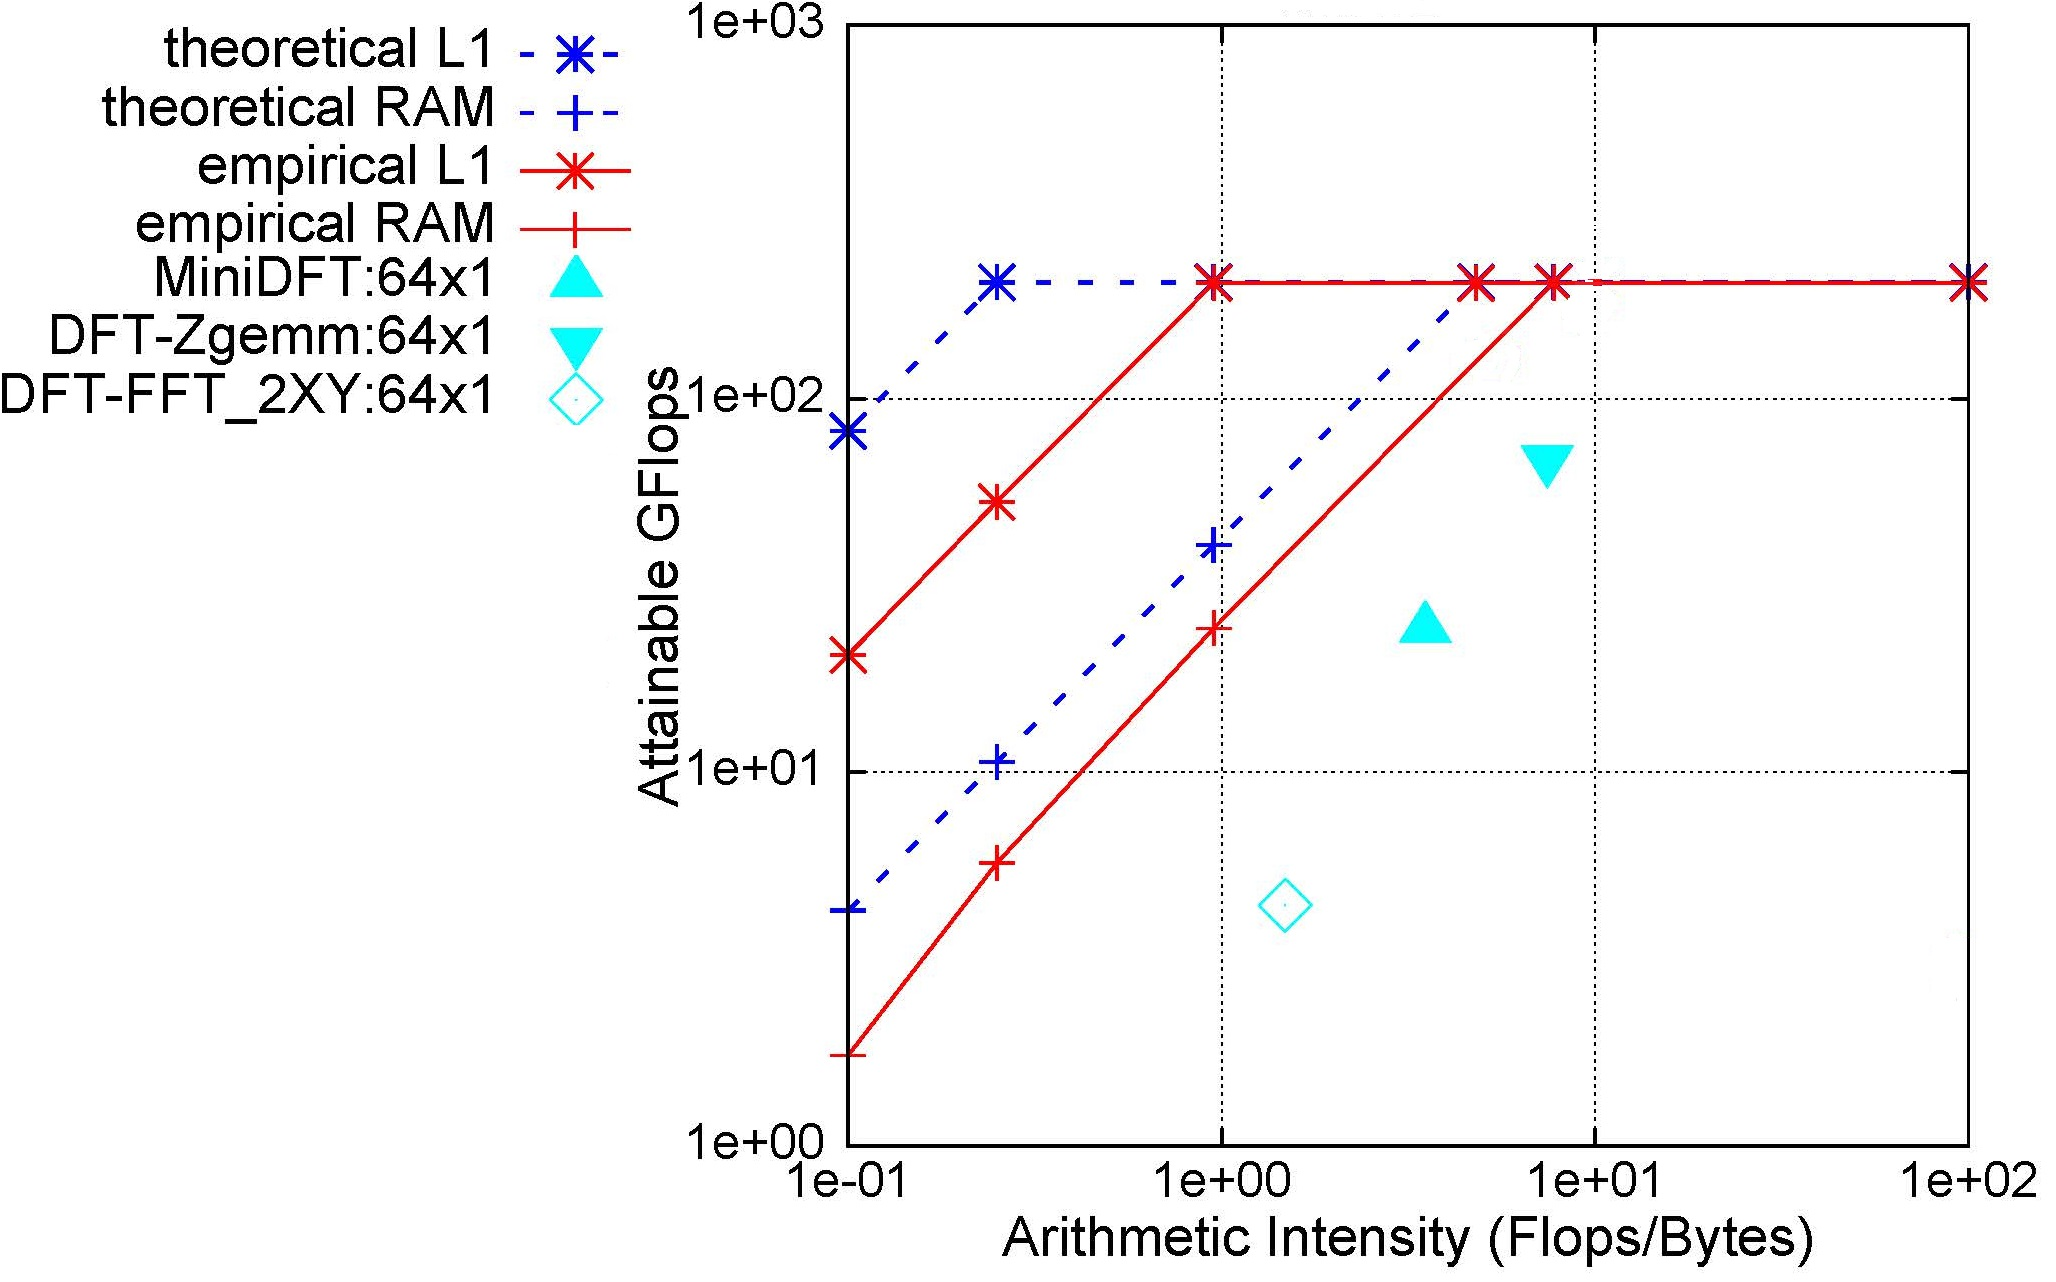 theoretical L1
theoretical RAM
empirical L1
empirical RAM
MiniDFT:64x1
DFT-Zgemm:64x1
DFT-FFT_2XY:64x1
Attainable GFlops
1e+03
1e+02
1e+01
1e+00
1e-01 1e+00 1e+01 1e+02
Arithmetic Intensity (Flops/Bytes)